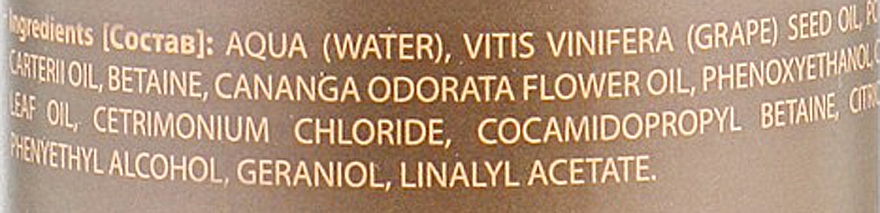 Ingredients [Состав]: AQUA (WATER), VITIS VINIFERA (GRAPE) SEED OIL,
CARTERII OIL, BETAINE, CANANGA ODORATA FLOWER OIL, PHENOXYETHANOL,
LEAF OIL, CETRIMONIUM CHLORIDE, COCAMIDOPROPYL BETAINE,
PHENYETHYL ALCOHOL, GERANIOL, LINALYL ACETATE.